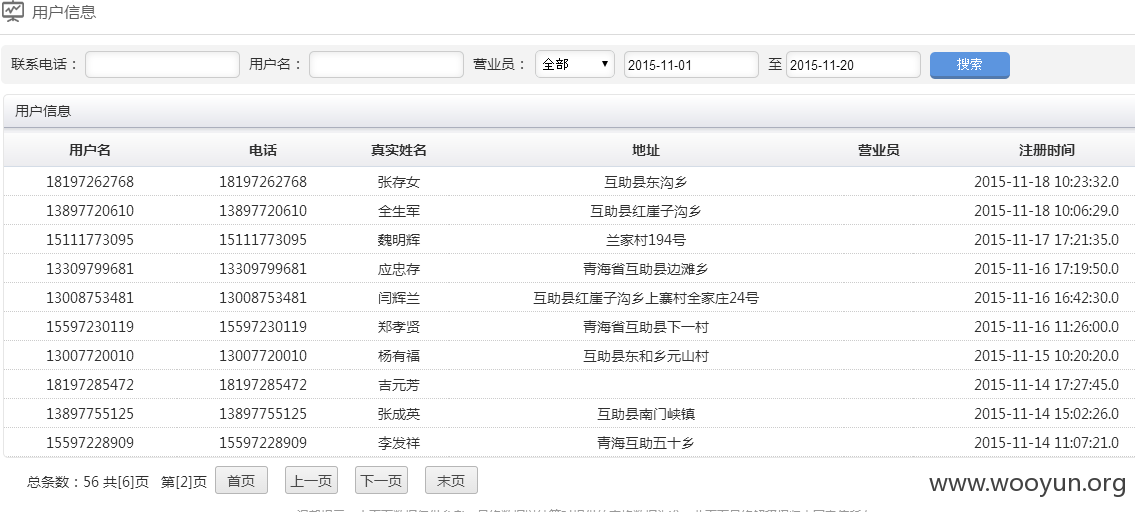 用户信息
联系电话： 用户名： 营业员： 全部 2015-11-01 至 2015-11-20 搜索
用户信息
用户名 电话 真实姓名 地址 营业员 注册时间
18197262768 18197262768 张存女 互助县东沟乡 2015-11-18 10:23:32.0
13897720610 13897720610 全生军 互助县红崖子沟乡 2015-11-18 10:06:29.0
15111773095 15111773095 魏明辉 兰家村194号 2015-11-17 17:21:35.0
13309799681 13309799681 应忠存 青海省互助县边滩乡 2015-11-16 17:19:50.0
13008753481 13008753481 闫辉兰 互助县红崖子沟乡上寨村全家庄24号 2015-11-16 16:42:30.0
15597230119 15597230119 郑孝贤 青海省互助县下一村 2015-11-16 11:26:00.0
13007720010 13007720010 杨有福 互助县东和乡元山村 2015-11-15 10:20:20.0
18197285472 18197285472 吉元芳 2015-11-14 17:27:45.0
13897755125 13897755125 张成英 互助县南门峡镇 2015-11-14 15:02:26.0
15597228909 15597228909 李发祥 青海互助五十乡 2015-11-14 11:07:21.0
总条数：56 共[6]页 第[2]页 首页 上一页 下一页 末页
www.wooyun.org